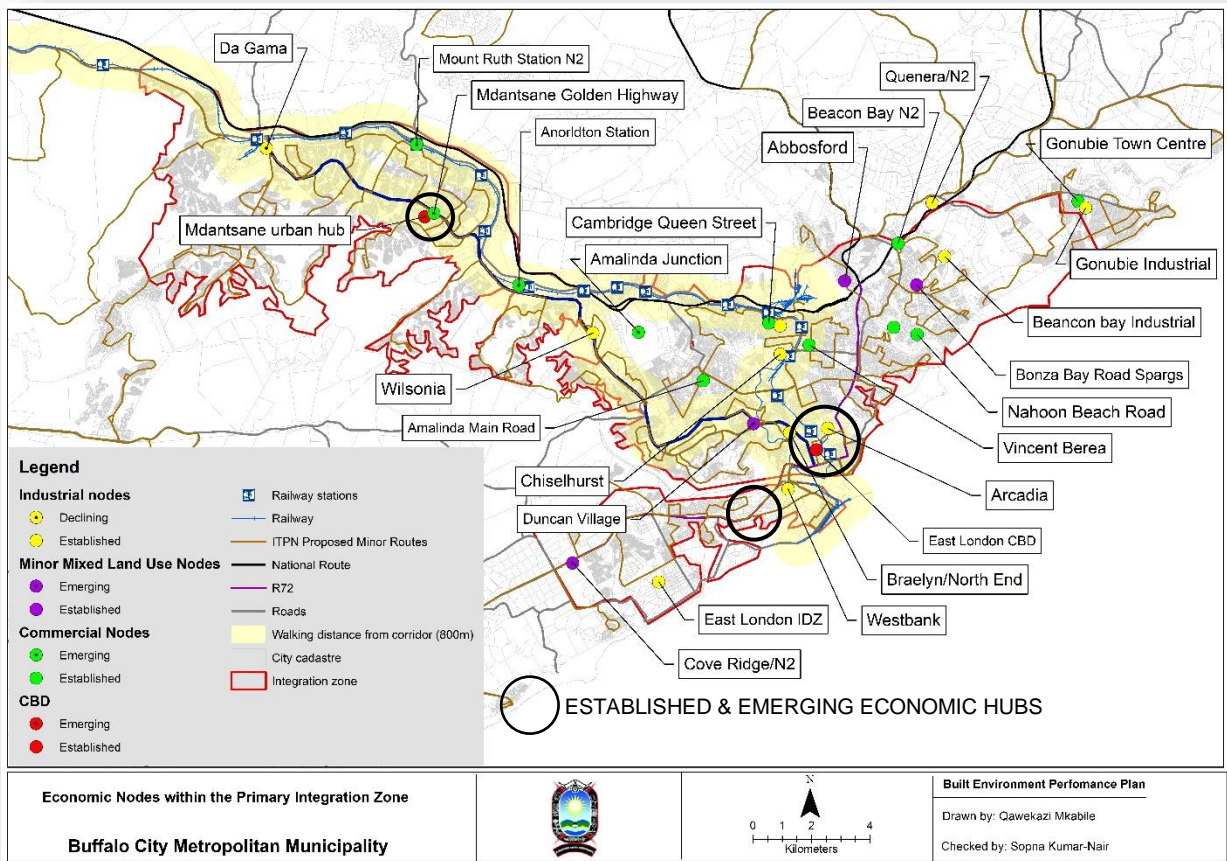 Da Gama
Mount Ruth Station N2
Mdantsane Golden Highway
Anorldton Station
Quenera/N2
Beacon Bay N2
Abbosford
Gonubie Town Centre
Cambridge Queen Street
Mdantsane urban hub
Amalinda Junction
Gonubie Industrial
Beancon bay Industrial
Wilsonia
Bonza Bay Road Spargs
Nahoon Beach Road
Amalinda Main Road
Vincent Berea
Chiselhurst
Arcadia
Duncan Village
East London CBD
Braelyn/North End
East London IDZ
Westbank
Cove Ridge/N2
Legend
Industrial nodes
Declining
Established
Minor Mixed Land Use Nodes
Emerging
Established
Commercial Nodes
Emerging
Established
CBD
Emerging
Established
Railway stations
Railway
ITPN Proposed Minor Routes
National Route
R72
Roads
Walking distance from corridor (800m)
City cadastre
Integration zone
ESTABLISHED & EMERGING ECONOMIC HUBS
Economic Nodes within the Primary Integration Zone
Buffalo City Metropolitan Municipality
N
0 1 2 4
Kilometers
Built Environment Perfomance Plan
Drawn by: Qawekazi Mkabile
Checked by: Sopna Kumar-Nair